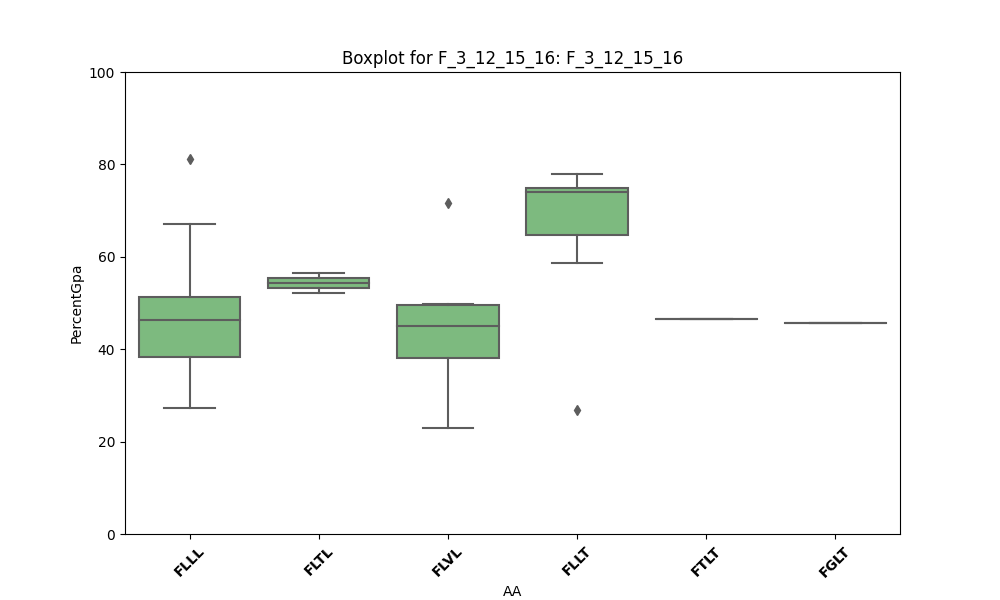 Boxplot for F_3_12_15_16: F_3_12_15_16
100
80
60
40
20
0
PercentGpa
FLLL
FLTL
FLVL
FLLT
FTLT
FGLT
AA